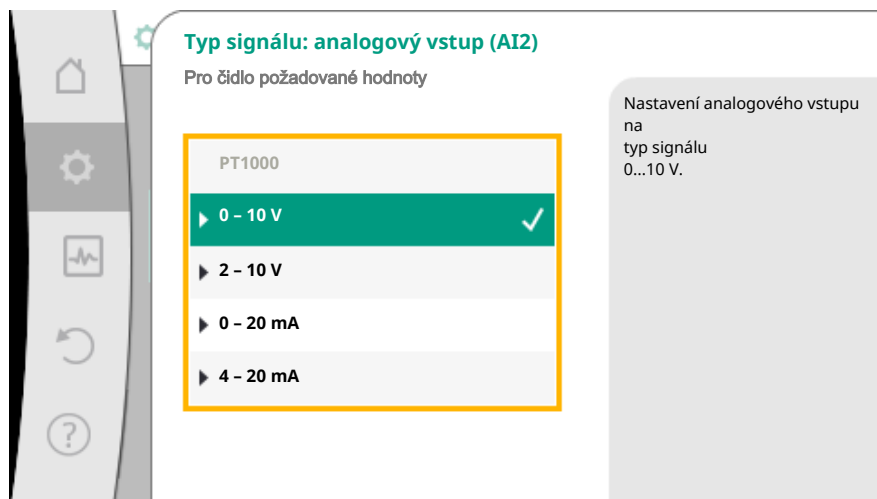 Typ signálu: analogový vstup (AI2)
Pro čidlo požadované hodnoty
PT1000
0 – 10 V
2 – 10 V
0 – 20 mA
4 – 20 mA
Nastavení analogového vstupu
na
typ signálu
0...10 V.
?